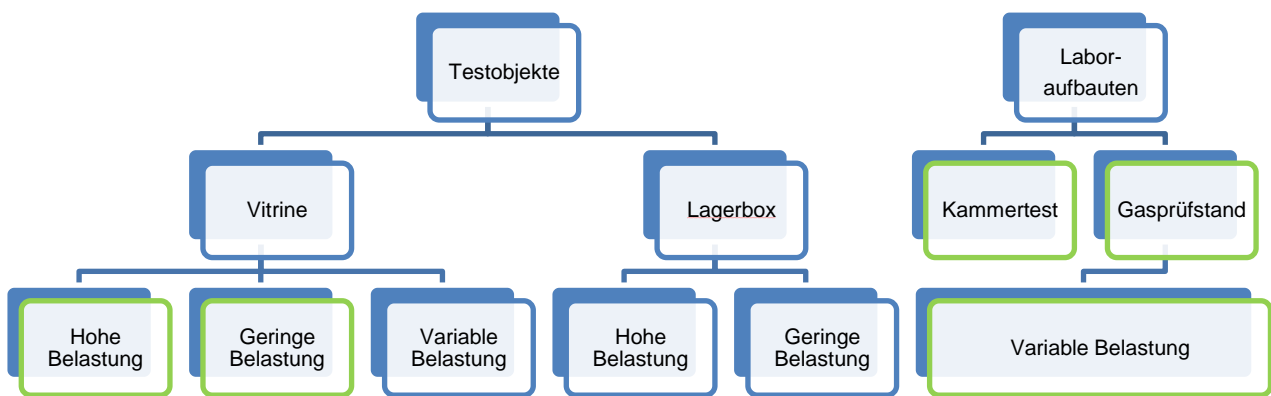 Testobjekte
Labor-
aufbauten
Vitrine
Lagerbox
Kammertest
Gasprüfstand
Hohe
Belastung
Geringe
Belastung
Variable
Belastung
Hohe
Belastung
Geringe
Belastung
Variable Belastung